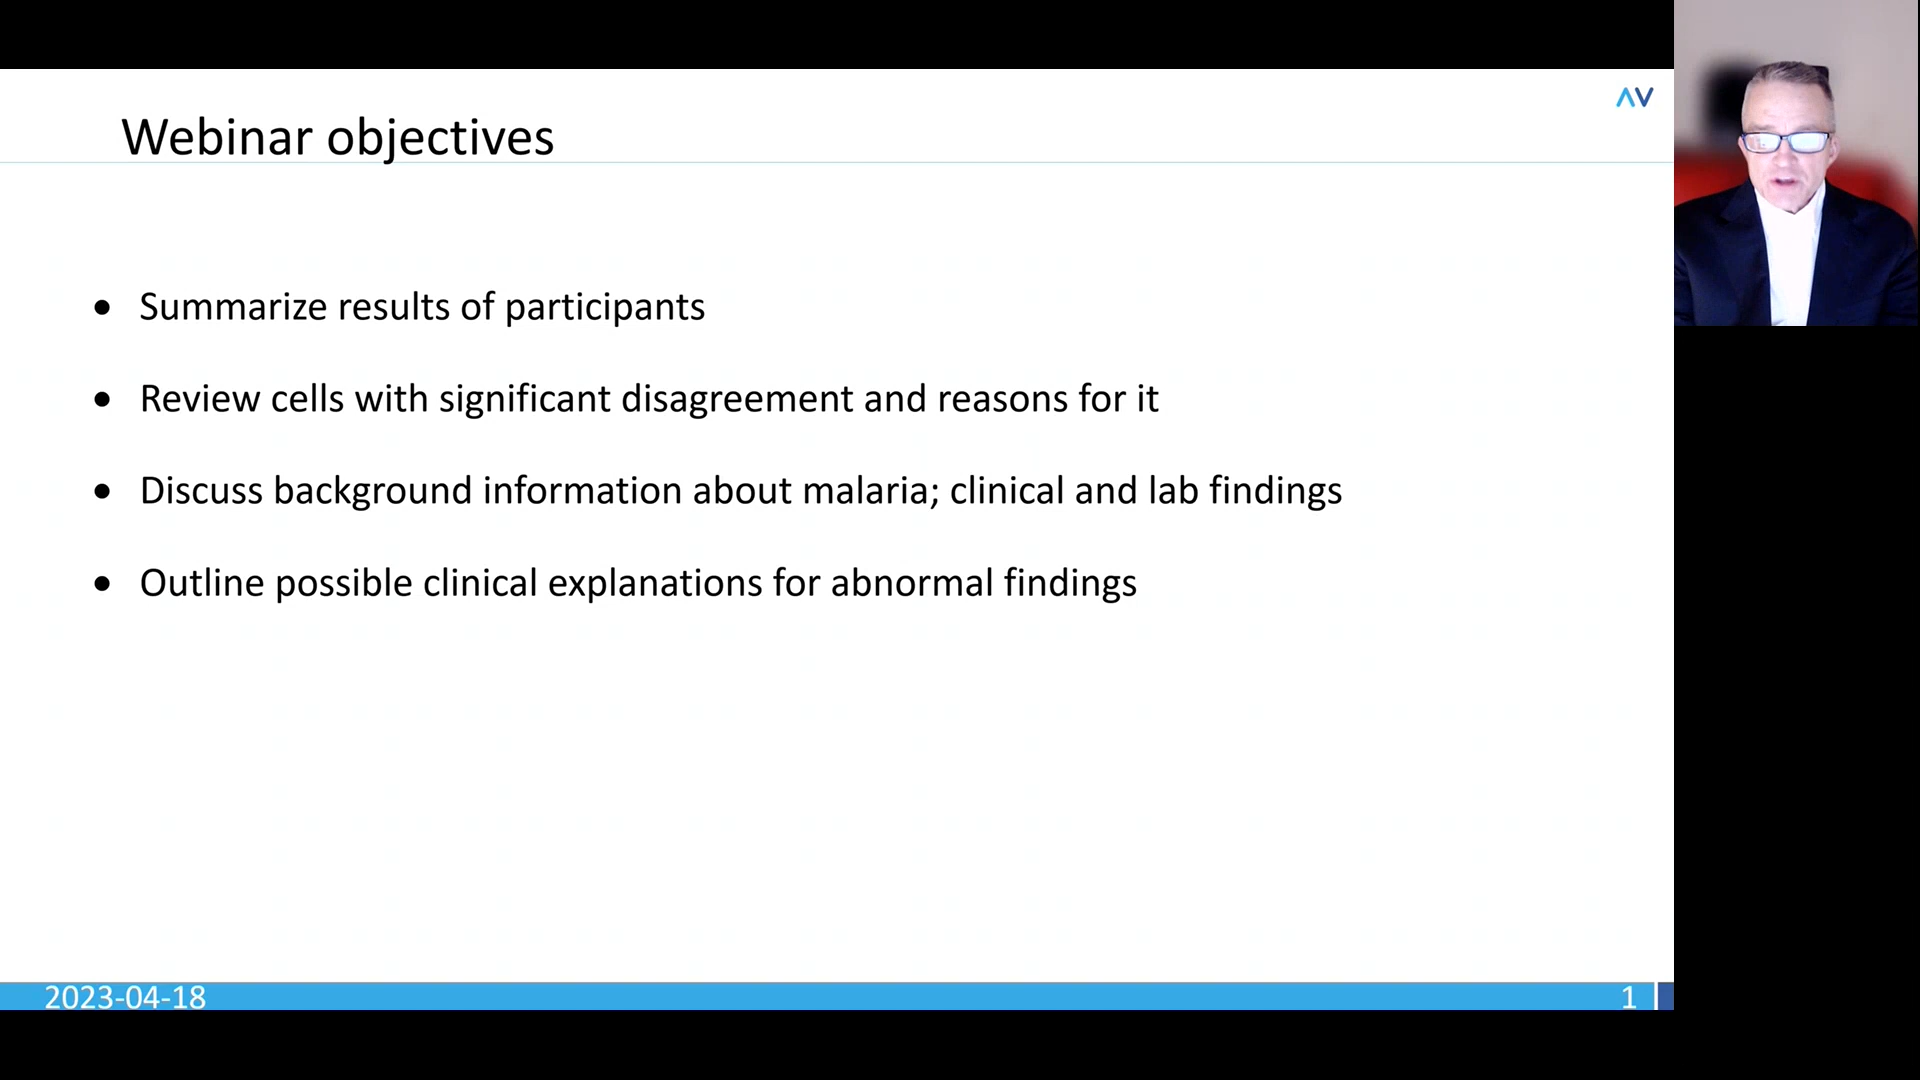 AV
Webinar objectives
• Summarize results of participants
• Review cells with significant disagreement and reasons for it
• Discuss background information about malaria; clinical and lab findings
• Outline possible clinical explanations for abnormal findings
2023-04-18
1